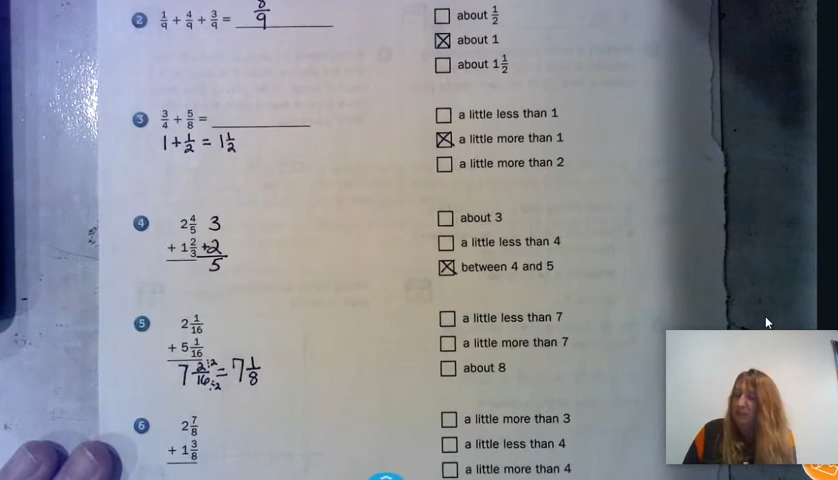 2 1/9 + 4/9 + 3/9 = 8/9
about 1/2
about 1
about 1 1/2
3 3/4 + 5/8 =
1 + 1/2 = 1 1/2
a little less than 1
a little more than 1
a little more than 2
4 2 4/5 3
+ 1 2/3 +2
5
about 3
a little less than 4
between 4 and 5
5 2 1/16
+ 5 1/16
7 2/16 ÷2/÷2 = 7 1/8
a little less than 7
a little more than 7
about 8
6 2 7/8
+ 1 3/8
a little more than 3
a little less than 4
a little more than 4